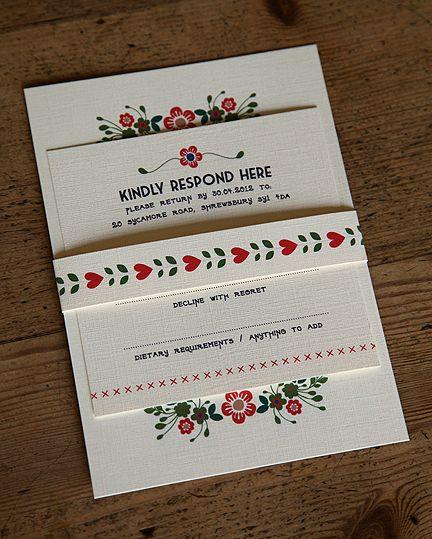 KINDLY RESPOND HERE
PLEASE RETURN BY 30.04.2012 TO:
20 SYCAMORE ROAD, SHREWSBURY SY1 4DA
DECLINE WITH REGRET
DIETARY REQUIREMENTS / ANYTHING TO ADD